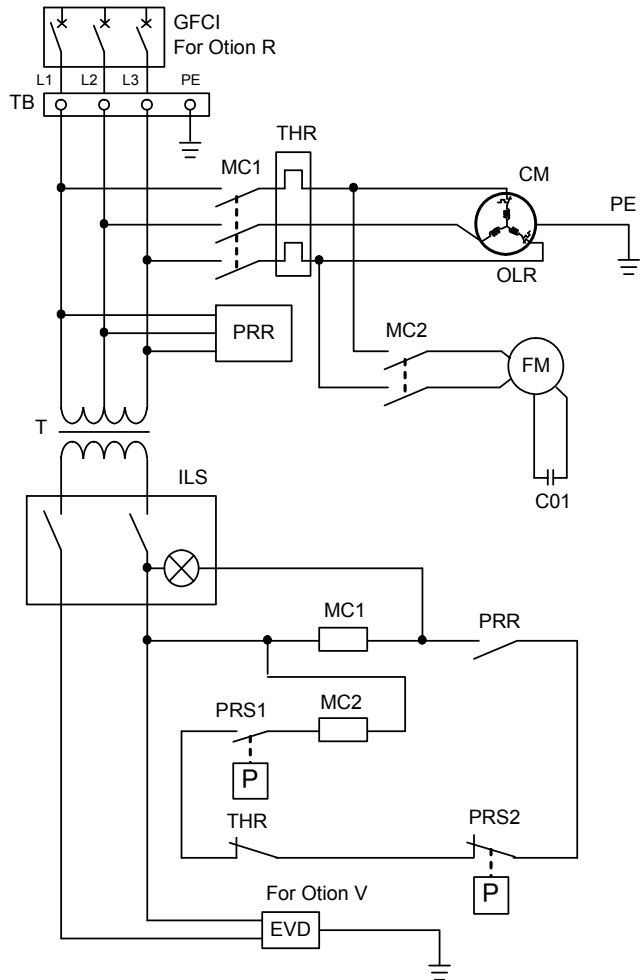 GFCI
For Otion R
L1
L2
L3
PE
TB
THR
MC1
CM
PE
OLR
PRR
MC2
FM
T
C01
ILS
MC1
PRR
PRS1
MC2
P
THR
PRS2
P
For Otion V
EVD